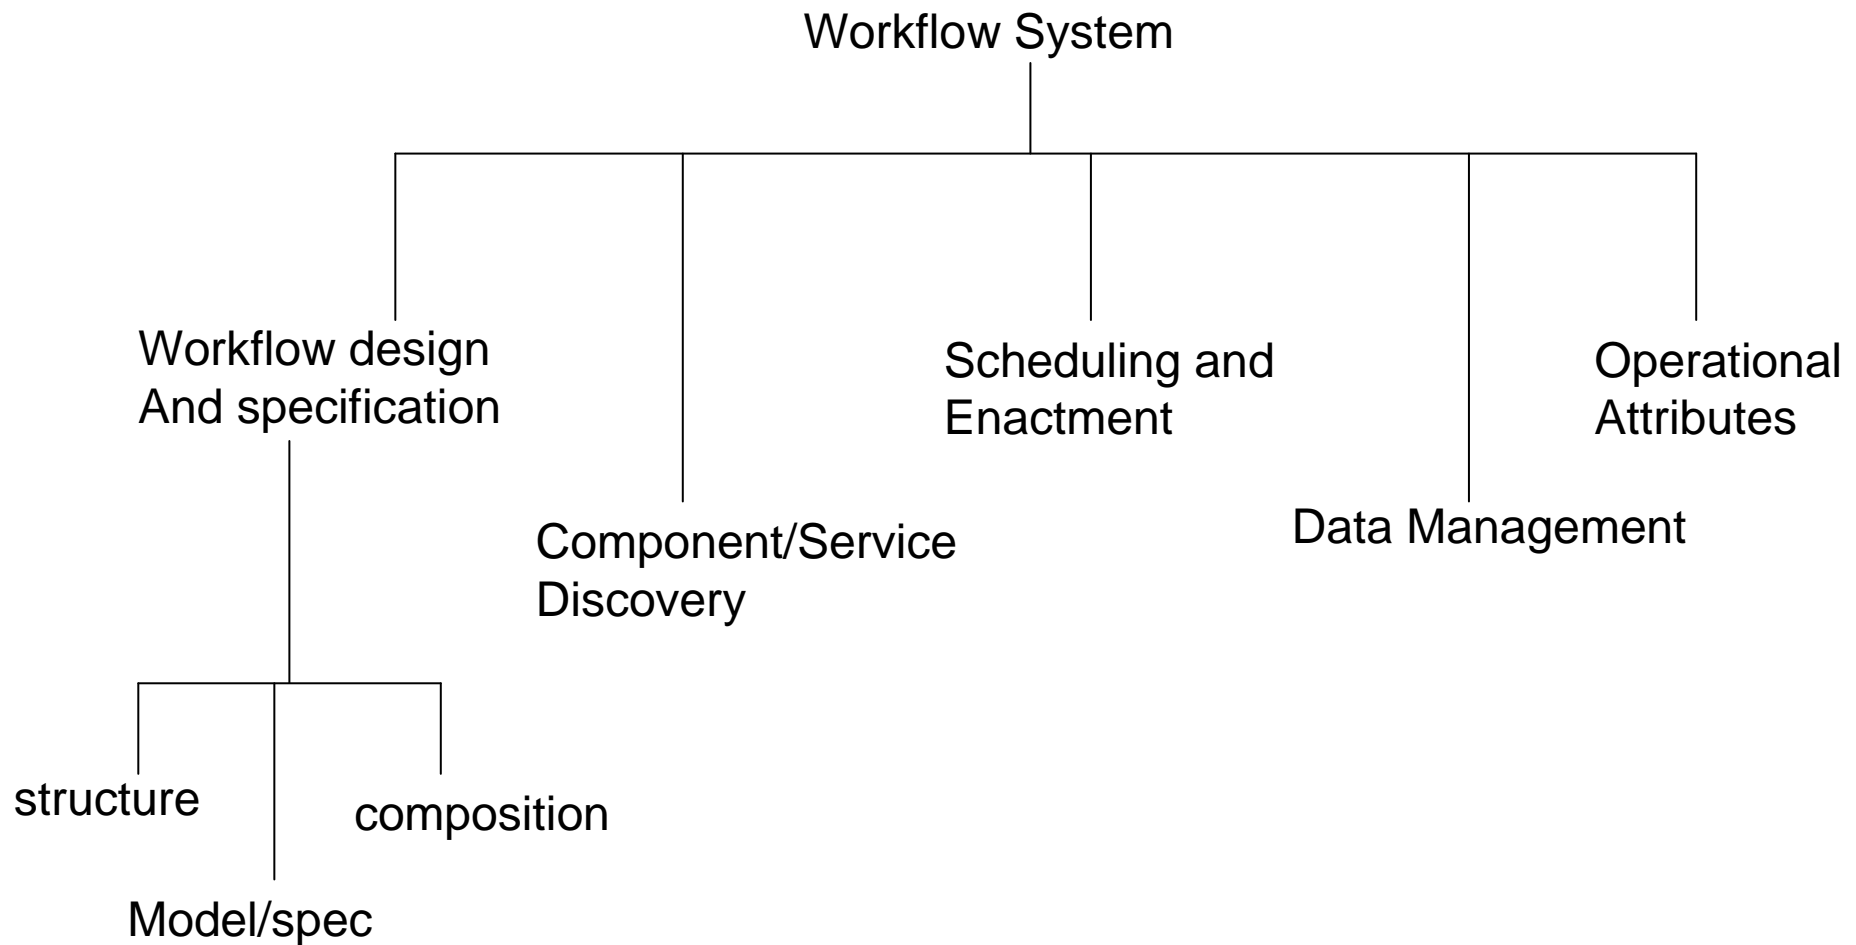 Workflow System
Workflow design
And specification
Component/Service
Discovery
Scheduling and
Enactment
Data Management
Operational
Attributes
structure
Model/spec
composition